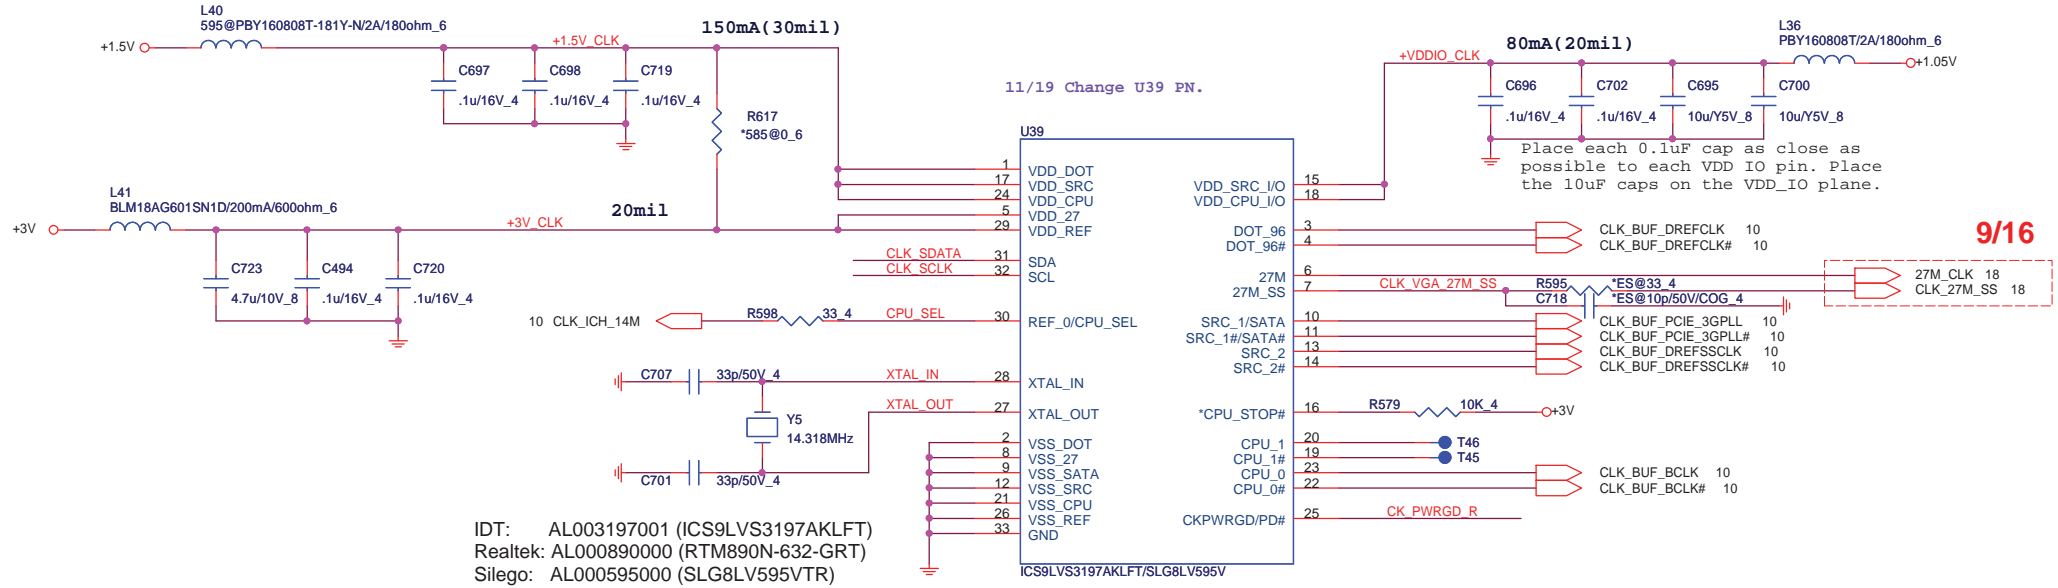 L40
595@PBY160808T-181Y-N/2A/180ohm_6
+1.5V
+1.5V_CLK
150mA(30mil)
C697
.1u/16V_4
C698
.1u/16V_4
C719
.1u/16V_4
R617
*585@0_6
L41
BLM18AG601SN1D/200mA/600ohm_6
+3V
+3V_CLK
20mil
C723
4.7u/10V_8
C494
.1u/16V_4
C720
.1u/16V_4
11/19 Change U39 PN.
+VDDIO_CLK
80mA(20mil)
L36
PBY160808T/2A/180ohm_6
+1.05V
C696
.1u/16V_4
C702
.1u/16V_4
C695
10u/Y5V_8
C700
10u/Y5V_8
Place each 0.1uF cap as close as
possible to each VDD IO pin. Place
the 10uF caps on the VDD_IO plane.
U39
1 VDD_DOT
17 VDD_SRC
24 VDD_CPU
5 VDD_27
29 VDD_REF
CLK_SDATA 31 SDA
CLK_SCLK 32 SCL
10 CLK_ICH_14M R598 33_4 CPU_SEL 30 REF_0/CPU_SEL
C707 33p/50V_4 XTAL_IN 28 XTAL_IN
XTAL_OUT 27 XTAL_OUT
Y5
14.318MHz
C701 33p/50V_4
2 VSS_DOT
8 VSS_27
9 VSS_SATA
12 VSS_SRC
21 VSS_CPU
26 VSS_REF
33 GND
VDD_SRC_I/O 15
VDD_CPU_I/O 18
DOT_96 3 CLK_BUF_DREFCLK 10
DOT_96# 4 CLK_BUF_DREFCLK# 10
9/16
27M 6 27M_CLK 18
27M_SS 7 CLK_VGA_27M_SS R595 *ES@33_4 CLK_27M_SS 18
C718 *ES@10p/50V/COG_4
SRC_1/SATA 10 CLK_BUF_PCIE_3GPLL 10
SRC_1#/SATA# 11 CLK_BUF_PCIE_3GPLL# 10
SRC_2 13 CLK_BUF_DREFSSCLK 10
SRC_2# 14 CLK_BUF_DREFSSCLK# 10
*CPU_STOP# 16 R579 10K_4 +3V
CPU_1 20 T46
CPU_1# 19 T45
CPU_0 23 CLK_BUF_BCLK 10
CPU_0# 22 CLK_BUF_BCLK# 10
CKPWRGD/PD# 25 CK_PWRGD_R
ICS9LVS3197AKLFT/SLG8LV595V
IDT: AL003197001 (ICS9LVS3197AKLFT)
Realtek: AL000890000 (RTM890N-632-GRT)
Silego: AL000595000 (SLG8LV595VTR)